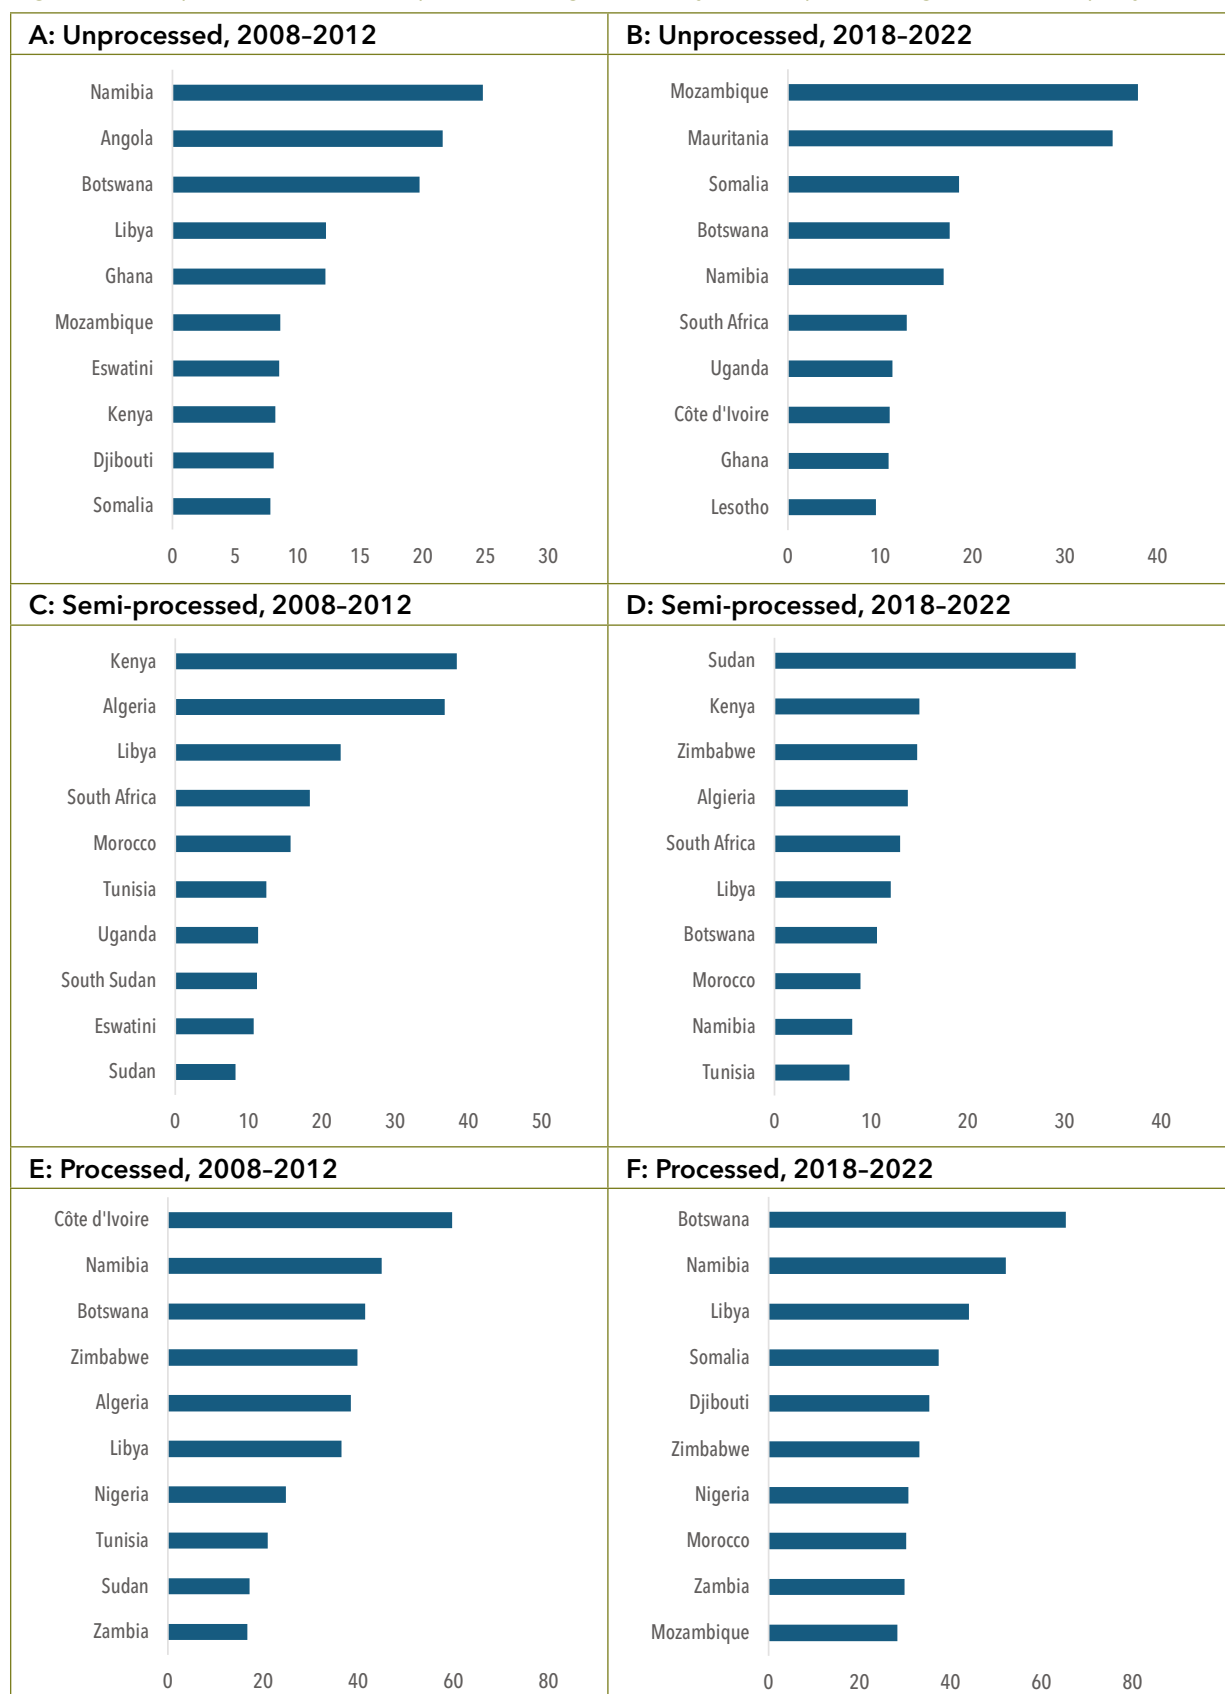 A: Unprocessed, 2008–2012
Namibia
Angola
Botswana
Libya
Ghana
Mozambique
Eswatini
Kenya
Djibouti
Somalia
0 5 10 15 20 25 30
B: Unprocessed, 2018–2022
Mozambique
Mauritania
Somalia
Botswana
Namibia
South Africa
Uganda
Côte d'Ivoire
Ghana
Lesotho
0 10 20 30 40
C: Semi-processed, 2008–2012
Kenya
Algeria
Libya
South Africa
Morocco
Tunisia
Uganda
South Sudan
Eswatini
Sudan
0 10 20 30 40 50
D: Semi-processed, 2018–2022
Sudan
Kenya
Zimbabwe
Algieria
South Africa
Libya
Botswana
Morocco
Namibia
Tunisia
0 10 20 30 40
E: Processed, 2008–2012
Côte d'Ivoire
Namibia
Botswana
Zimbabwe
Algeria
Libya
Nigeria
Tunisia
Sudan
Zambia
0 20 40 60 80
F: Processed, 2018–2022
Botswana
Namibia
Libya
Somalia
Djibouti
Zimbabwe
Nigeria
Morocco
Zambia
Mozambique
0 20 40 60 80